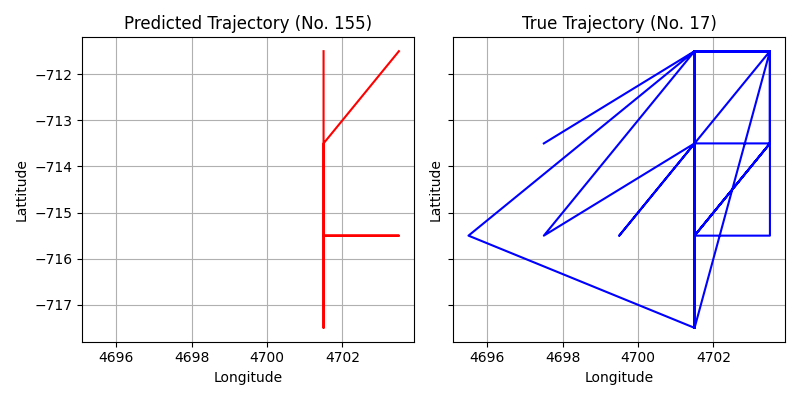 Predicted Trajectory (No. 155)
True Trajectory (No. 17)
Lattitude
−712
−713
−714
−715
−716
−717
4696
4698
4700
4702
Longitude
Lattitude
4696
4698
4700
4702
Longitude